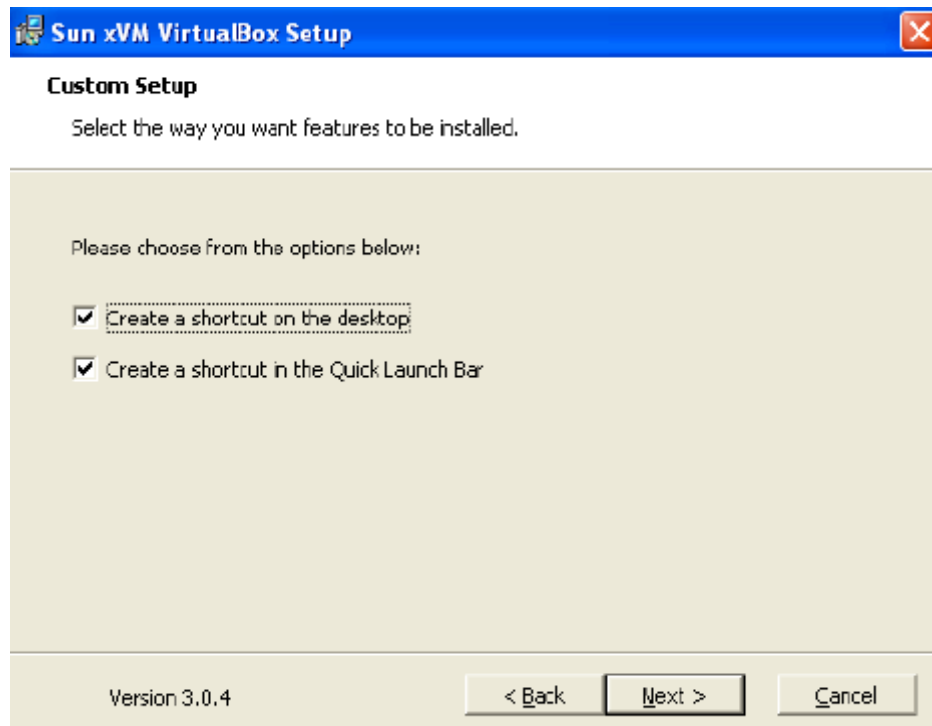 Sun xVM VirtualBox Setup
Custom Setup
Select the way you want features to be installed.
Please choose from the options below:
Create a shortcut on the desktop
Create a shortcut in the Quick Launch Bar
Version 3.0.4
< Back
Next >
Cancel